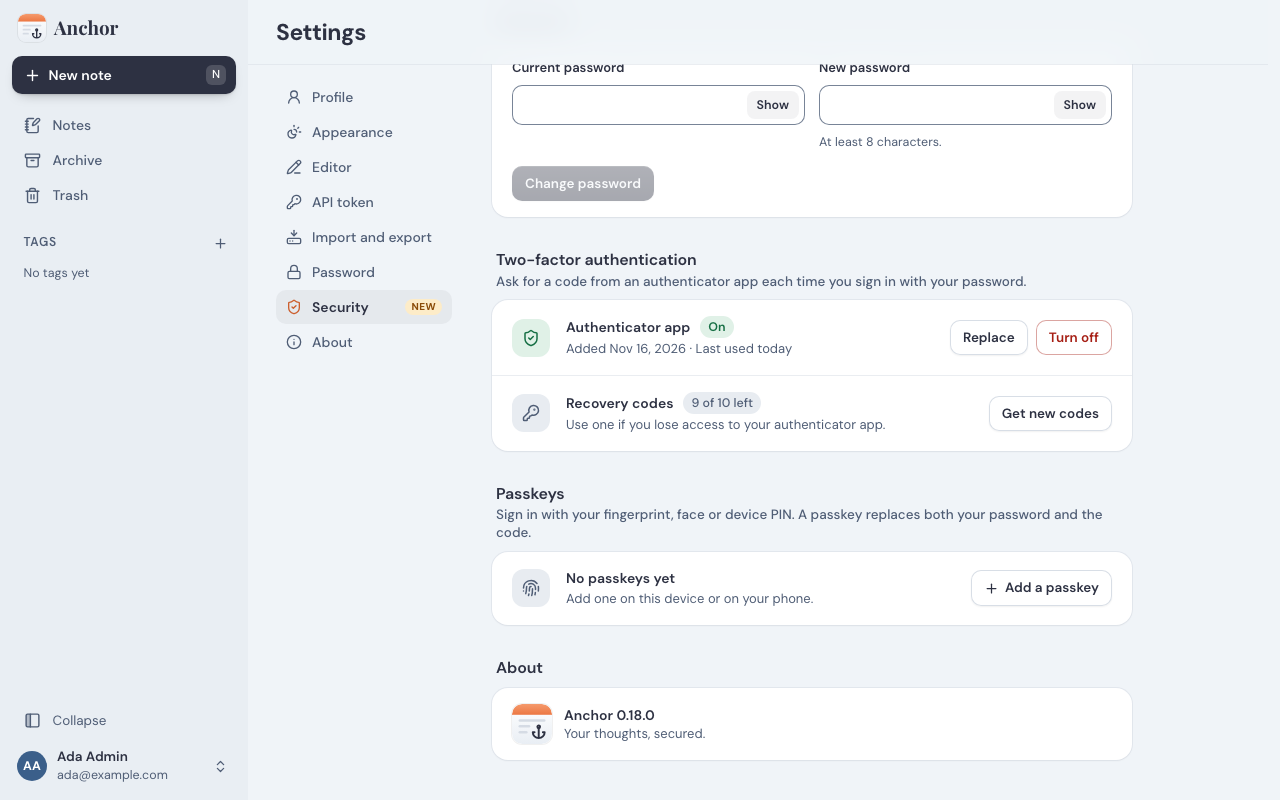 Anchor
New note
N
Notes
Archive
Trash
TAGS
No tags yet
Collapse
AA
Ada Admin
ada@example.com
Settings
Profile
Appearance
Editor
API token
Import and export
Password
Security
NEW
About
Current password
New password
Show
Show
At least 8 characters.
Change password
Two-factor authentication
Ask for a code from an authenticator app each time you sign in with your password.
Authenticator app
On
Added Nov 16, 2026 · Last used today
Replace
Turn off
Recovery codes
9 of 10 left
Use one if you lose access to your authenticator app.
Get new codes
Passkeys
Sign in with your fingerprint, face or device PIN. A passkey replaces both your password and the
code.
No passkeys yet
Add one on this device or on your phone.
Add a passkey
About
Anchor 0.18.0
Your thoughts, secured.